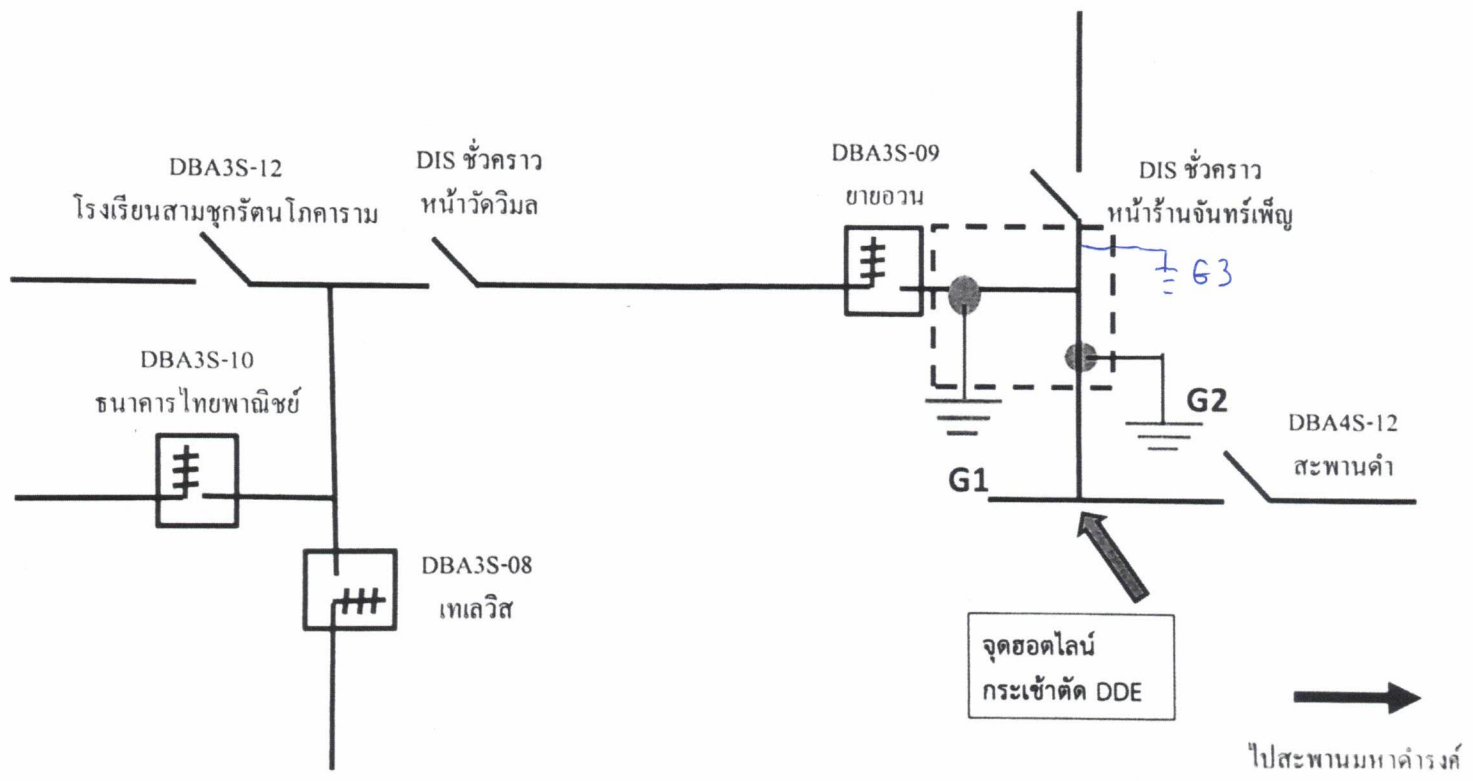 DBA3S-12
โรงเรียนสามชุกรัตนโภคาราม
DIS ชั่วคราว
หน้าวัดวิมล
DBA3S-09
ยายอวน
DIS ชั่วคราว
หน้าร้านจันทร์เพ็ญ
G3
DBA3S-10
ธนาคารไทยพาณิชย์
G2
DBA4S-12
สะพานดำ
G1
DBA3S-08
เทเลวิส
จุดฮอตไลน์
กระเช้าตัด DDE
ไปสะพานมหาดำรงค์